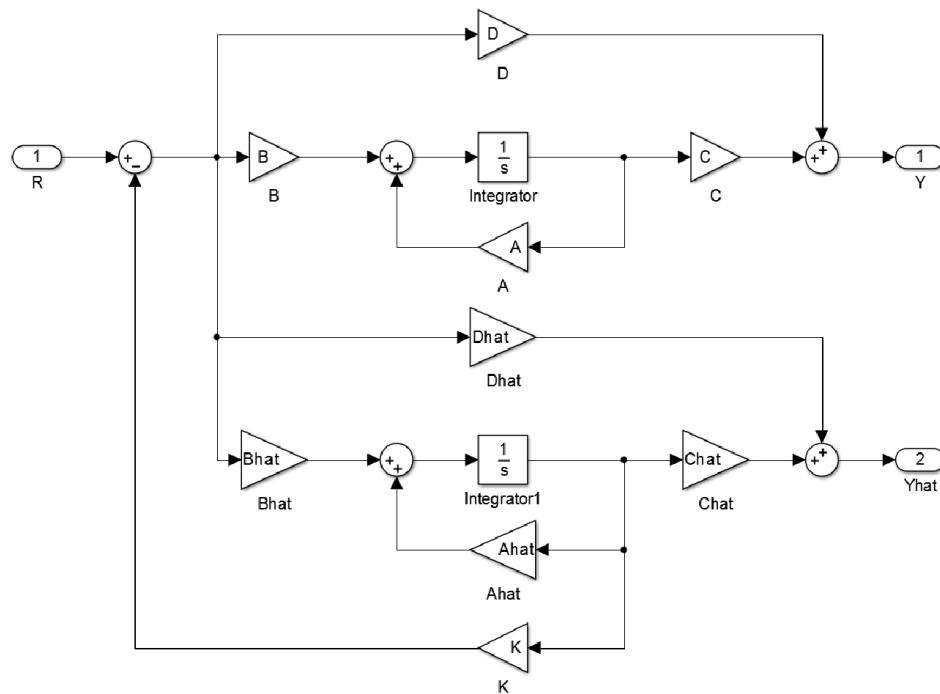 D
D
1
R
+
−
B
B
+
+
1
s
Integrator
C
C
+
+
1
Y
A
A
Dhat
Dhat
Bhat
Bhat
+
+
1
s
Integrator1
Chat
Chat
+
+
2
Yhat
Ahat
Ahat
K
K